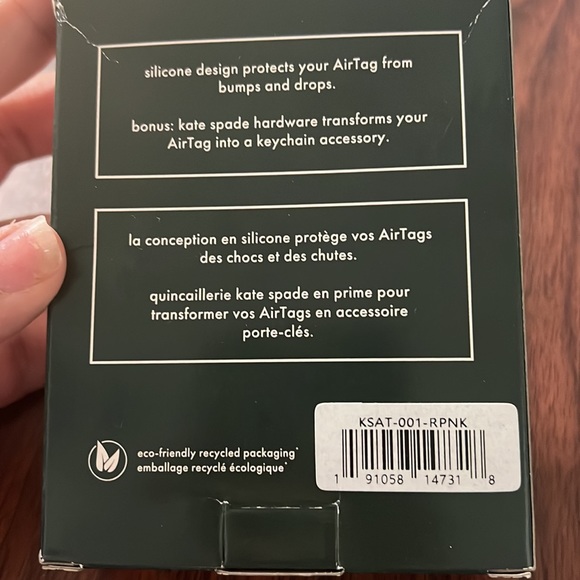 silicone design protects your AirTag from
bumps and drops.
bonus: kate spade hardware transforms your
AirTag into a keychain accessory.
la conception en silicone protège vos AirTags
des chocs et des chutes.
quincaillerie kate spade en prime pour
transformer vos AirTags en accessoire
porte-clés.
eco-friendly recycled packaging*
emballage recyclé écologique*
KSAT-001-RPNK
1 91058 14731 8